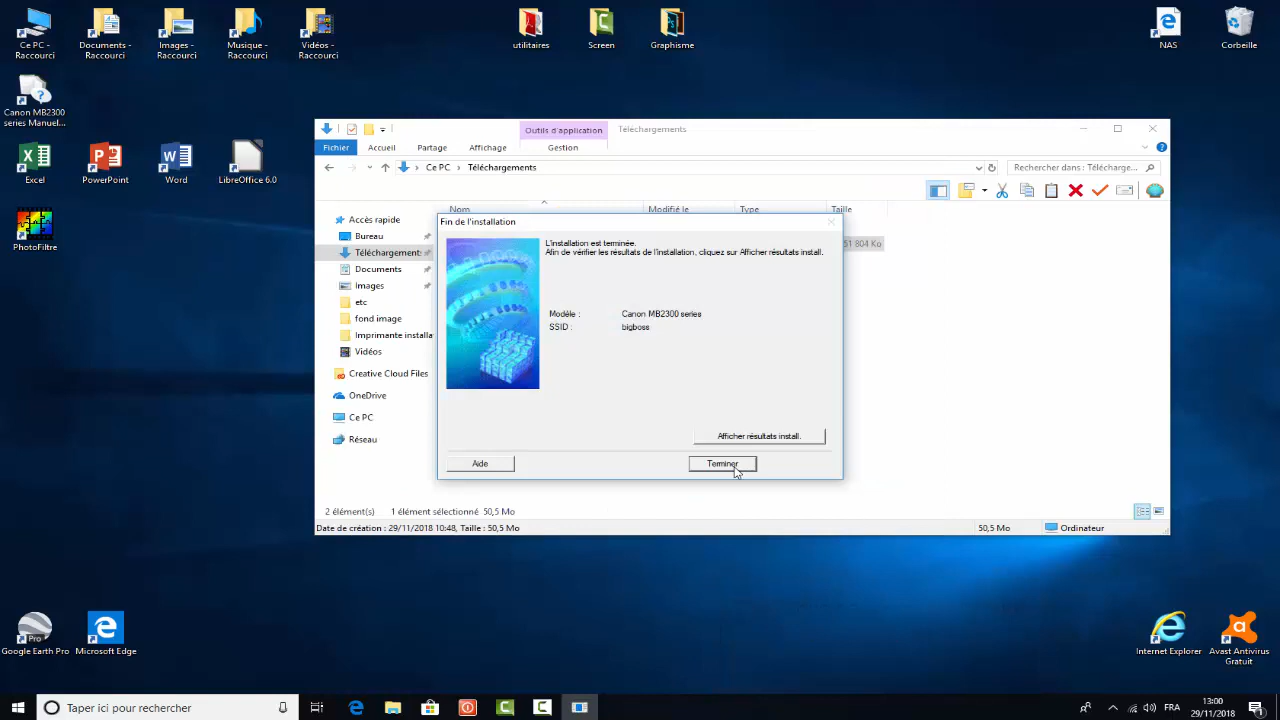 Ce PC -
Raccourci
Documents -
Raccourci
Images -
Raccourci
Musique -
Raccourci
Vidéos -
Raccourci
utilitaires
Screen
Graphisme
NAS
Corbeille
Canon MB2300
series Manuel...
Excel
PowerPoint
Word
LibreOffice 6.0
PhotoFiltre
Outils d'application
Téléchargements
Fichier
Accueil
Partage
Affichage
Gestion
Ce PC
Téléchargements
Rechercher dans : Télécharge...
Nom
Modifié le
Type
Taille
51 804 Ko
Accès rapide
Bureau
Téléchargement
Documents
Images
etc
fond image
Imprimante installa
Vidéos
Creative Cloud Files
OneDrive
Ce PC
Réseau
Fin de l'installation
L'installation est terminée.
Afin de vérifier les résultats de l'installation, cliquez sur Afficher résultats install.
Modèle : Canon MB2300 series
SSID : bigboss
Afficher résultats install.
Aide
Terminer
2 élément(s) 1 élément sélectionné 50,5 Mo
Date de création : 29/11/2018 10:48, Taille : 50,5 Mo
50,5 Mo
Ordinateur
Pro
Google Earth Pro
Microsoft Edge
Internet Explorer
Avast Antivirus
Gratuit
Taper ici pour rechercher
FRA
13:00
29/11/2018
1